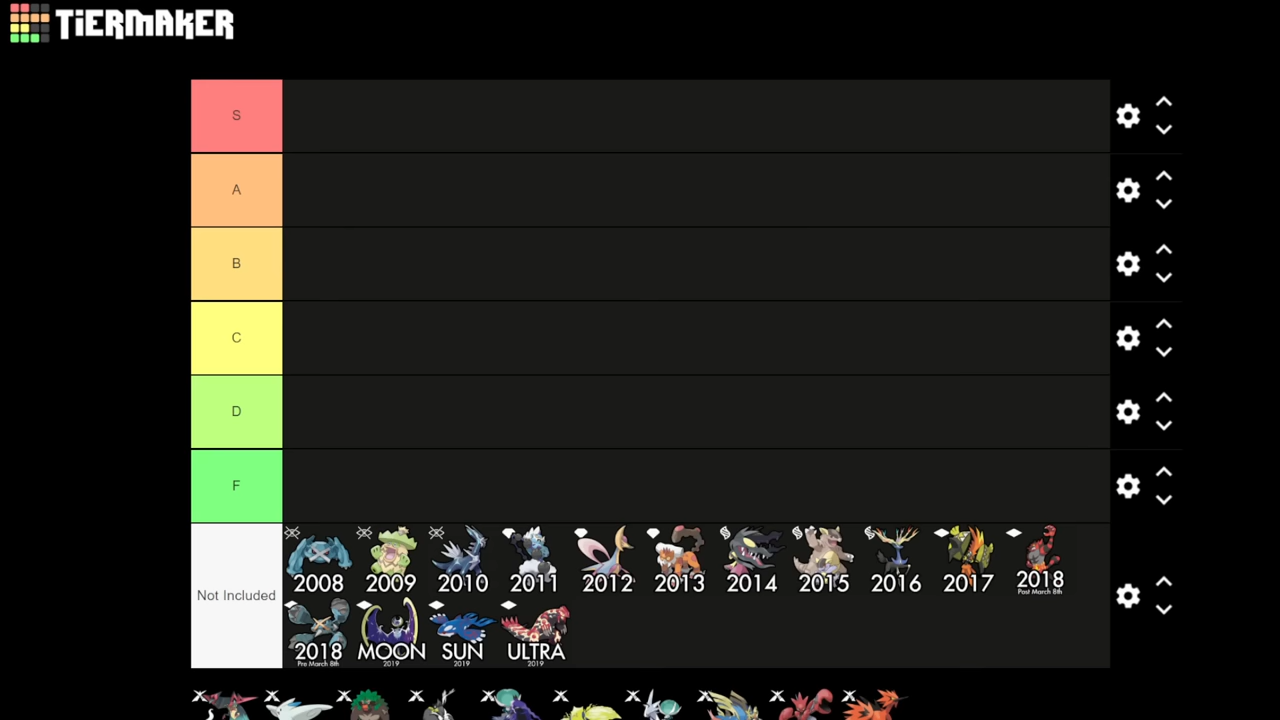 TiERMAKER
S
A
B
C
D
F
Not Included
2008 2009 2010 2011 2012 2013 2014 2015 2016 2017 2018
Post March 8th
2018 MOON SUN ULTRA
Pre March 8th 2019 2019 2019